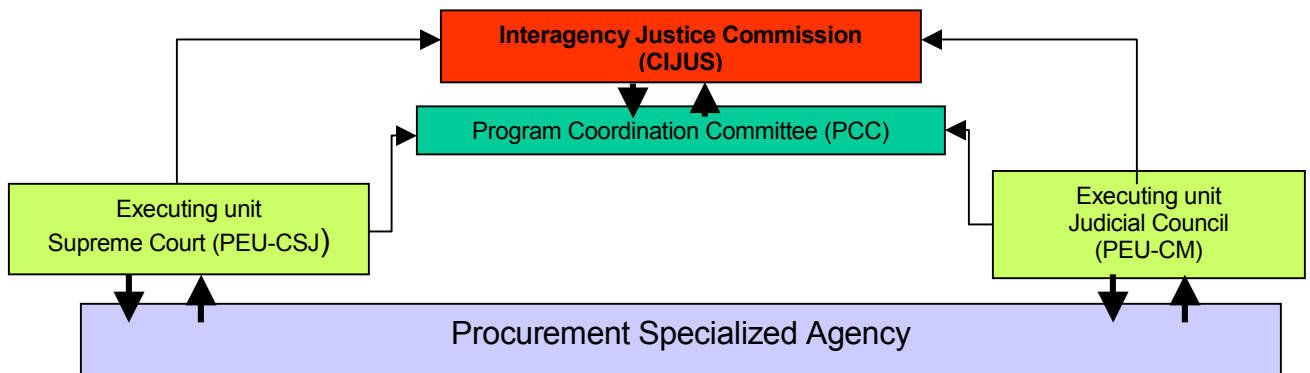 Interagency Justice Commission
(CIJUS)
Program Coordination Committee (PCC)
Executing unit
Supreme Court (PEU-CSJ)
Executing unit
Judicial Council
(PEU-CM)
Procurement Specialized Agency